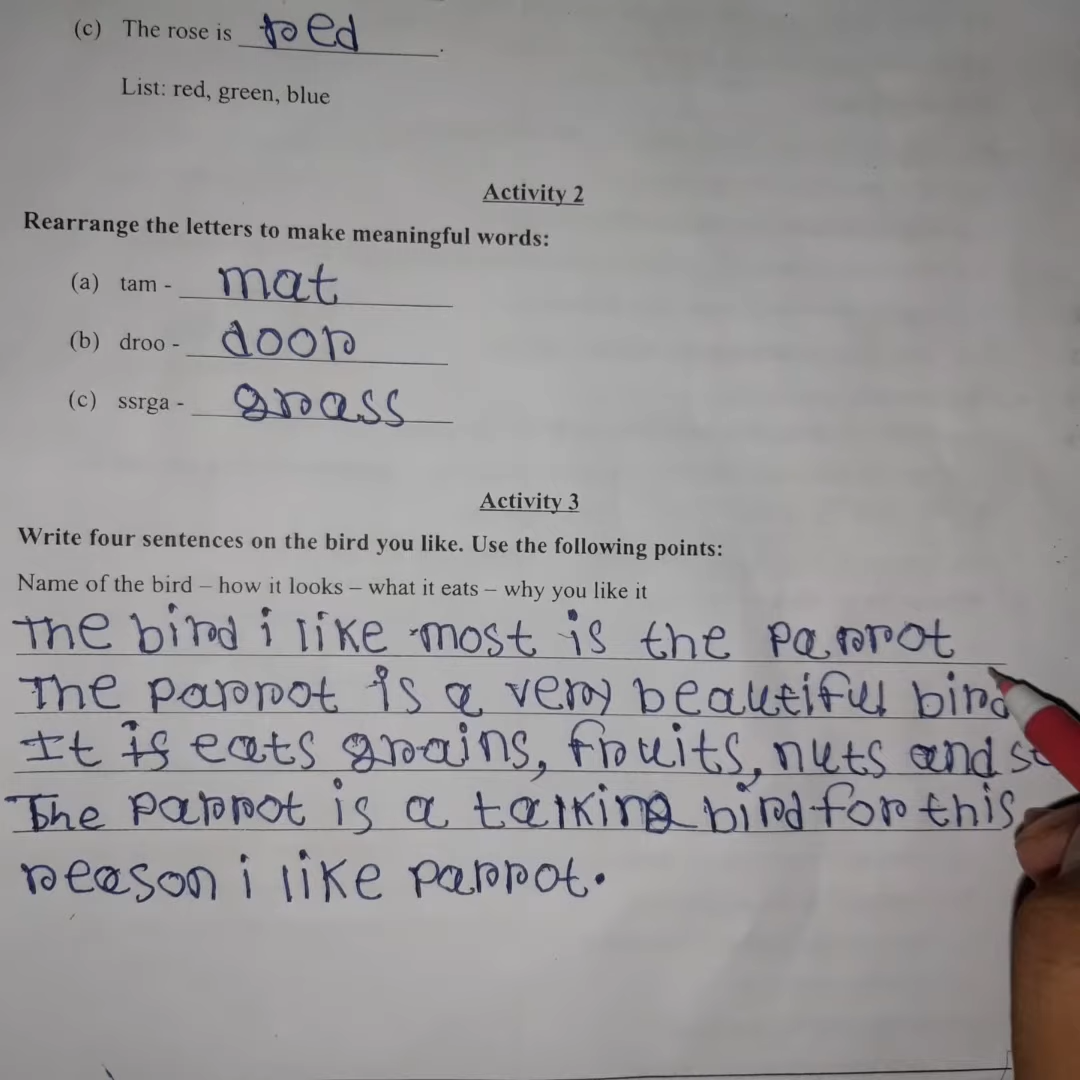 (c) The rose is red.
List: red, green, blue
Activity 2
Rearrange the letters to make meaningful words:
(a) tam - mat
(b) droo - door
(c) ssrga - grass
Activity 3
Write four sentences on the bird you like. Use the following points:
Name of the bird – how it looks – what it eats – why you like it
The bird i like most is the parrot
The parrot is a very beautiful bird
It is eats grains, fruits, nuts and
The parrot is a talking bird for this
reason i like parrot.